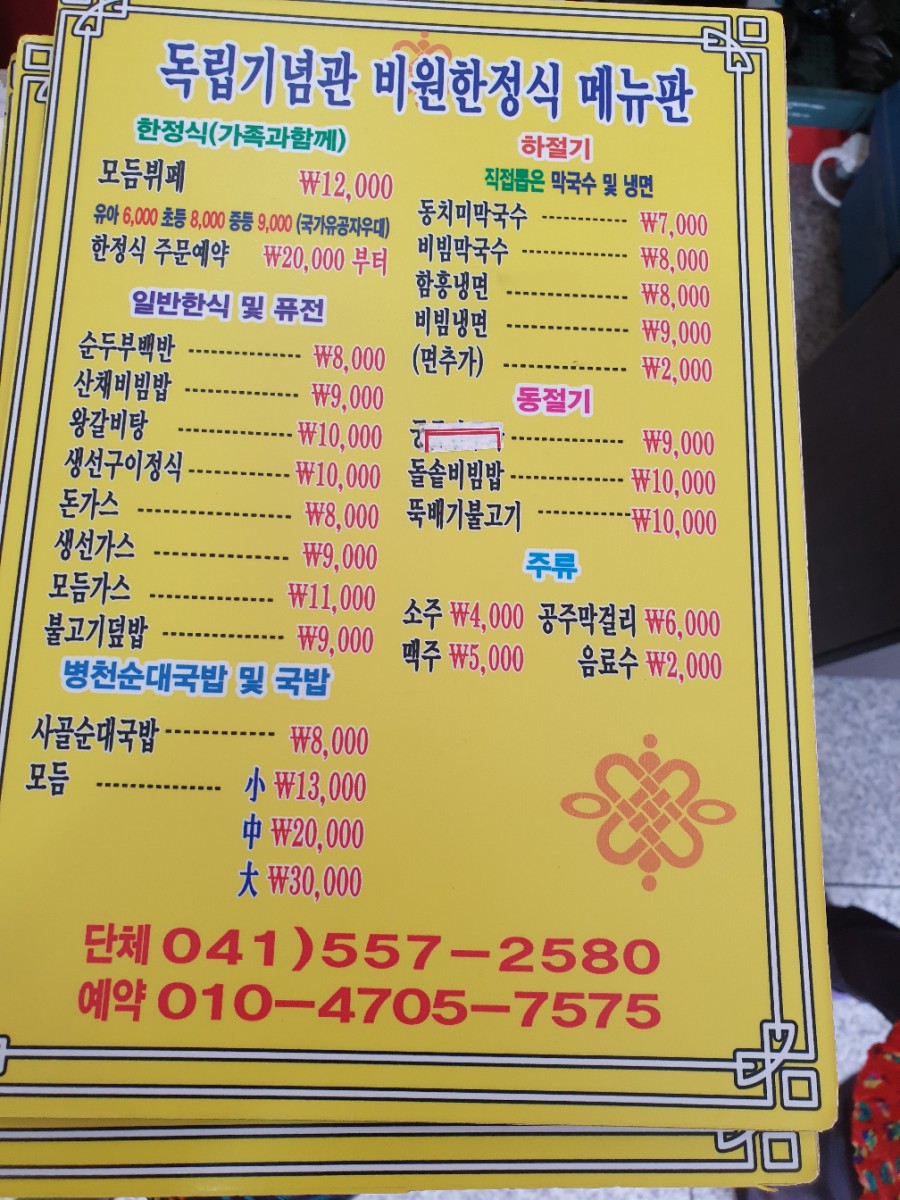 독립기념관 비원한정식 메뉴판
한정식(가족과함께)
모듬뷔페 ₩12,000
유아 6,000 초등 8,000 중등 9,000 (국가유공자우대)
한정식 주문예약 ₩20,000 부터
일반한식 및 퓨전
순두부백반 ₩8,000
산채비빔밥 ₩9,000
왕갈비탕 ₩10,000
생선구이정식 ₩10,000
돈가스 ₩8,000
생선가스 ₩9,000
모듬가스 ₩11,000
불고기덮밥 ₩9,000
병천순대국밥 및 국밥
사골순대국밥 ₩8,000
모듬 小 ₩13,000
中 ₩20,000
大 ₩30,000
하절기
직접뽑은 막국수 및 냉면
동치미막국수 ₩7,000
비빔막국수 ₩8,000
함흥냉면 ₩8,000
비빔냉면 ₩9,000
(면추가) ₩2,000
동절기
₩9,000
돌솥비빔밥 ₩10,000
뚝배기불고기 ₩10,000
주류
소주 ₩4,000 공주막걸리 ₩6,000
맥주 ₩5,000 음료수 ₩2,000
단체 041)557-2580
예약 010-4705-7575